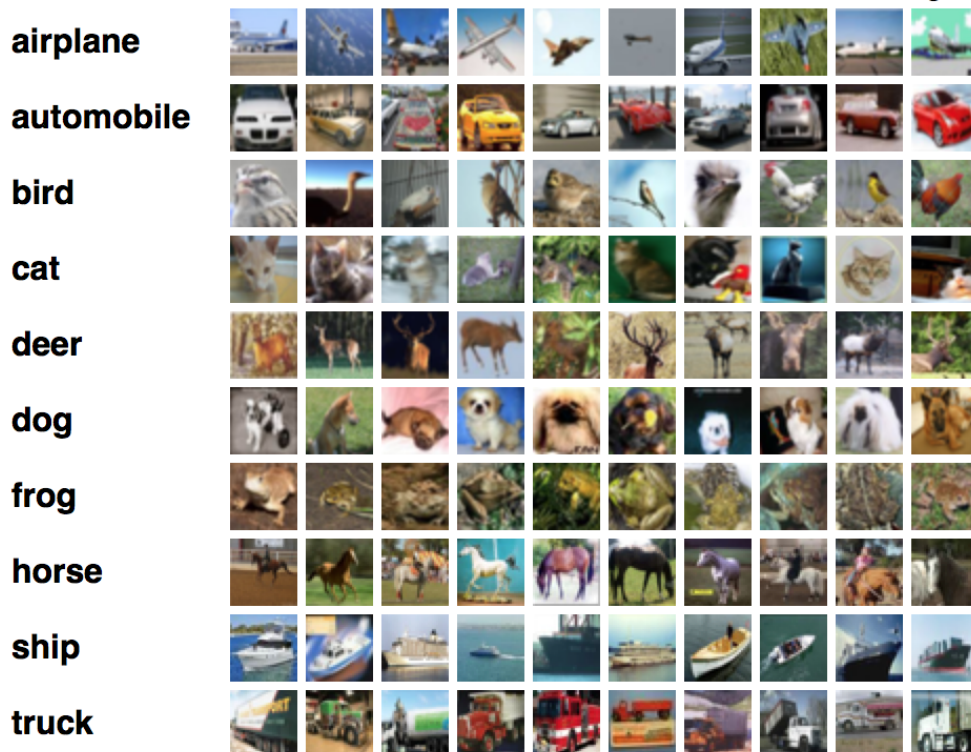 airplane
automobile
bird
cat
deer
dog
frog
horse
ship
truck